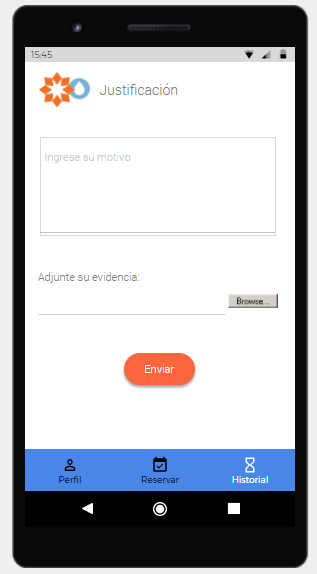 15:45
Justificación
Ingrese su motivo
Adjunte su evidencia:
Browse...
Enviar
Perfil
Reservar
Historial